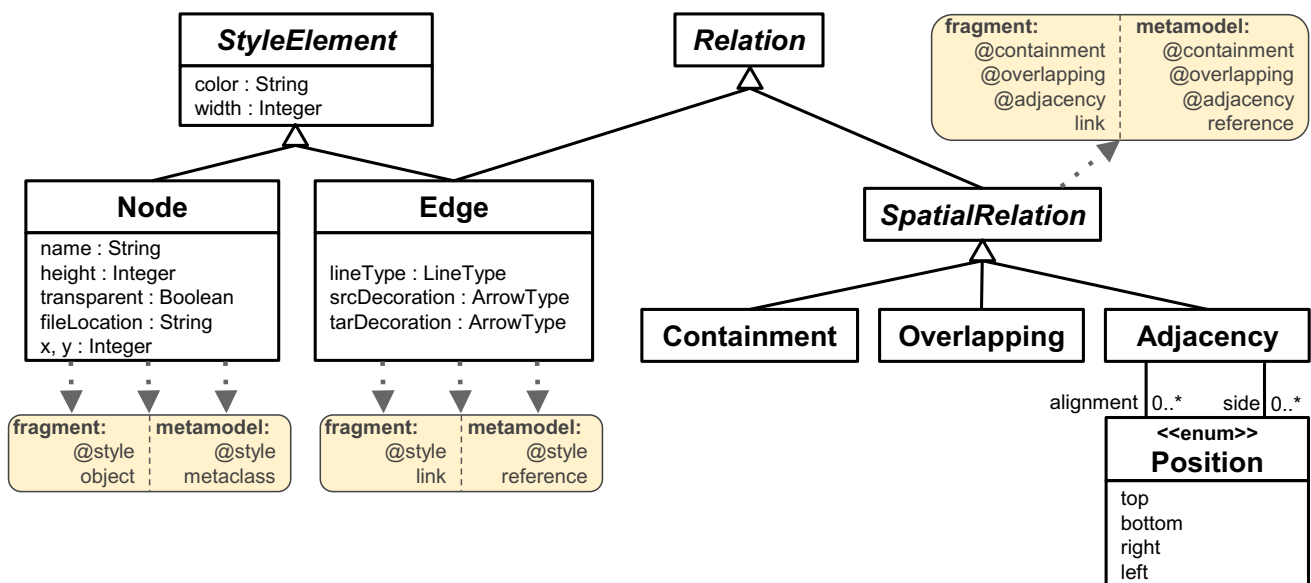 StyleElement
color : String
width : Integer
Relation
fragment:
@containment
@overlapping
@adjacency
link
metamodel:
@containment
@overlapping
@adjacency
reference
Node
name : String
height : Integer
transparent : Boolean
fileLocation : String
x, y : Integer
Edge
lineType : LineType
srcDecoration : ArrowType
tarDecoration : ArrowType
SpatialRelation
Containment
Overlapping
Adjacency
fragment:
@style
object
metamodel:
@style
metaclass
fragment:
@style
link
metamodel:
@style
reference
alignment
0..*
side
0..*
<<enum>>
Position
top
bottom
right
left